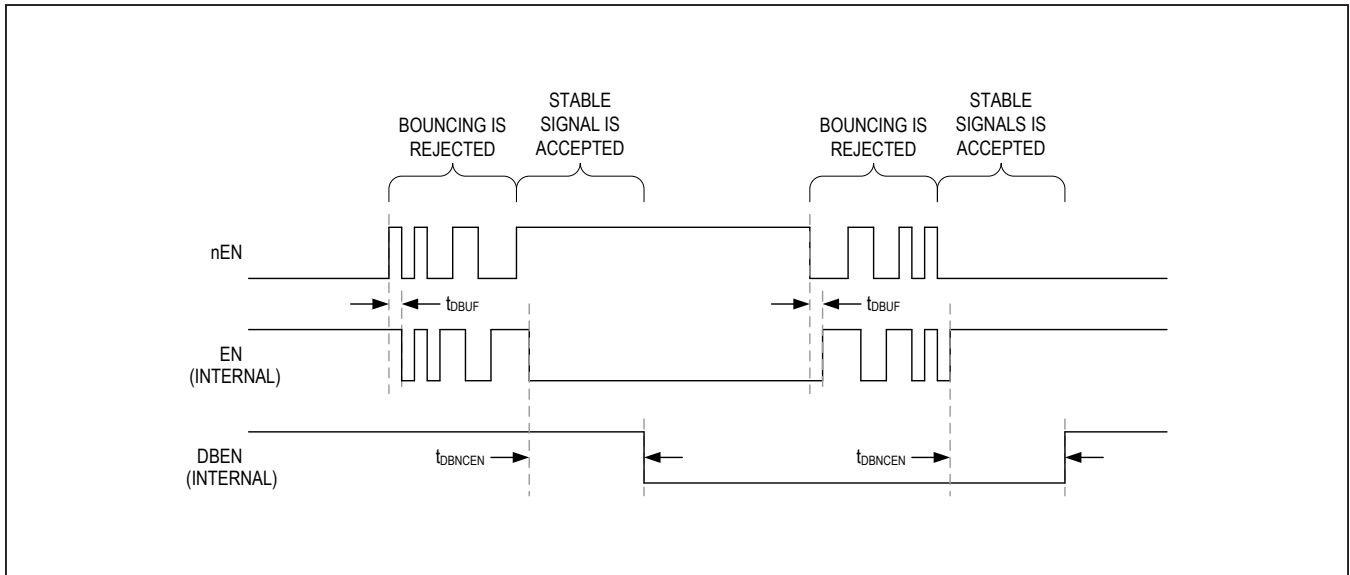 BOUNCING IS
REJECTED
STABLE
SIGNAL IS
ACCEPTED
BOUNCING IS
REJECTED
STABLE
SIGNALS IS
ACCEPTED
nEN
tDBUF
tDBUF
EN
(INTERNAL)
DBEN
(INTERNAL)
tDBNCEN
tDBNCEN